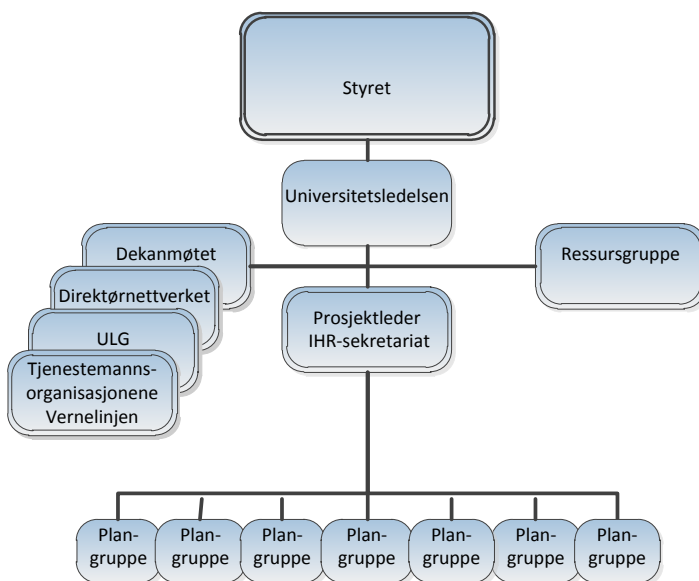 Styret
Universitetsledelsen
Dekanmøtet
Direktørnettverket
ULG
Tjenestemanns-
organisasjonene
Vernelinjen
Ressursgruppe
Prosjektleder
IHR-sekretariat
Plan-
gruppe
Plan-
gruppe
Plan-
gruppe
Plan-
gruppe
Plan-
gruppe
Plan-
gruppe
Plan-
gruppe